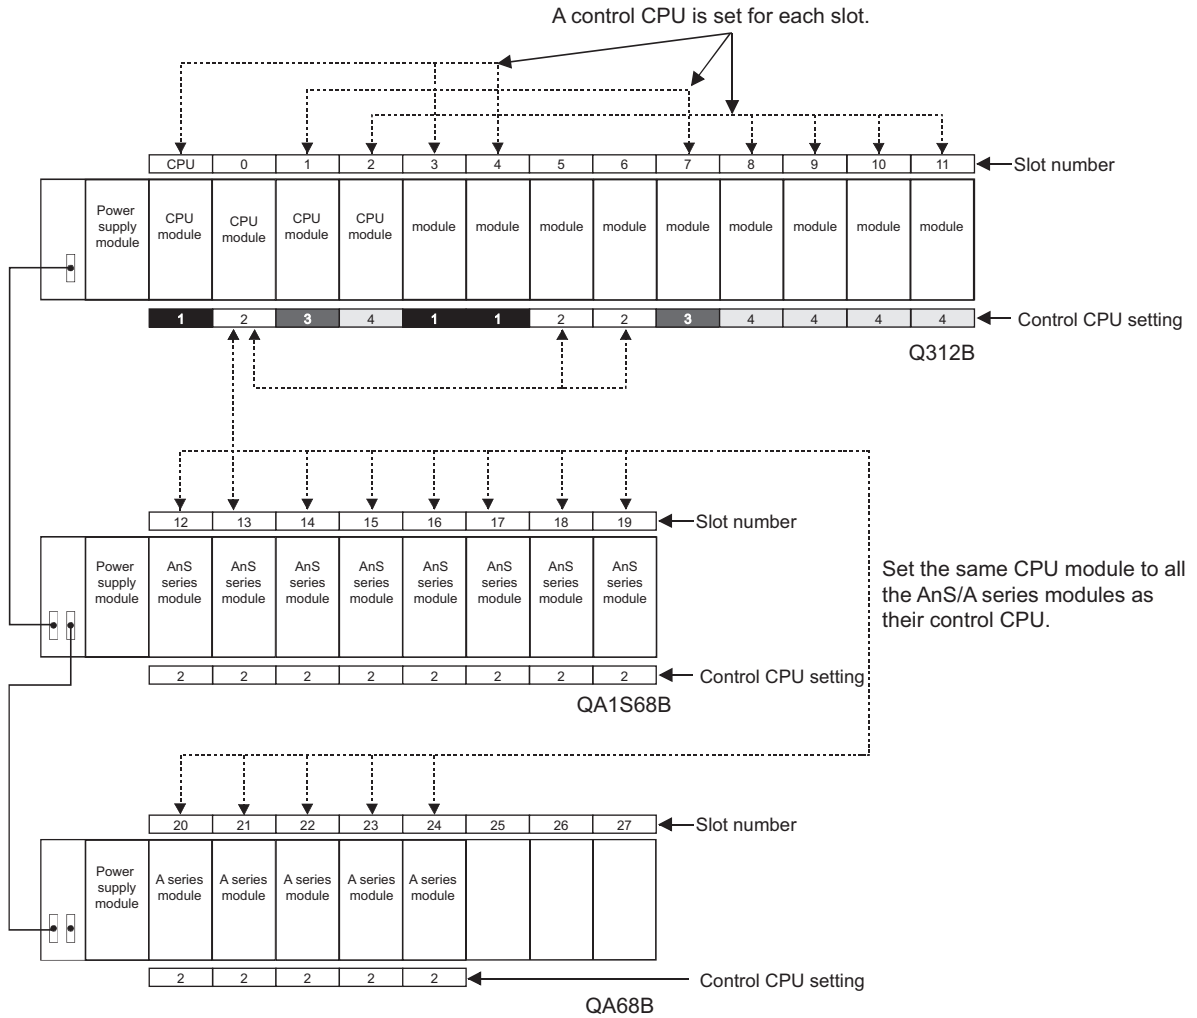 A control CPU is set for each slot.
CPU 0 1 2 3 4 5 6 7 8 9 10 11
Slot number
Power
supply
module
CPU
module
CPU
module
CPU
module
CPU
module
module
module
module
module
module
module
module
module
module
1 2 3 4 1 1 2 2 3 4 4 4 4
Control CPU setting
Q312B
12 13 14 15 16 17 18 19
Slot number
Power
supply
module
AnS
series
module
AnS
series
module
AnS
series
module
AnS
series
module
AnS
series
module
AnS
series
module
AnS
series
module
AnS
series
module
Set the same CPU module to all
the AnS/A series modules as
their control CPU.
2 2 2 2 2 2 2 2
Control CPU setting
QA1S68B
20 21 22 23 24 25 26 27
Slot number
Power
supply
module
A series
module
A series
module
A series
module
A series
module
A series
module
2 2 2 2 2
Control CPU setting
QA68B